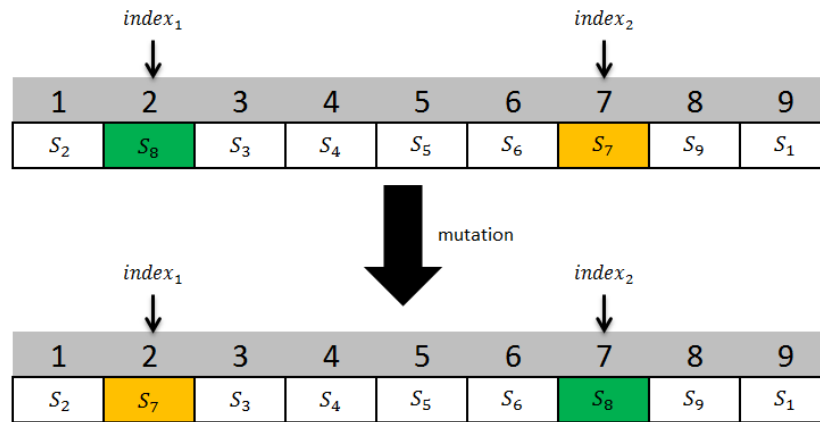 index₁ index₂
1 2 3 4 5 6 7 8 9
S₂ S₈ S₃ S₄ S₅ S₆ S₇ S₉ S₁
mutation
index₁ index₂
1 2 3 4 5 6 7 8 9
S₂ S₇ S₃ S₄ S₅ S₆ S₈ S₉ S₁